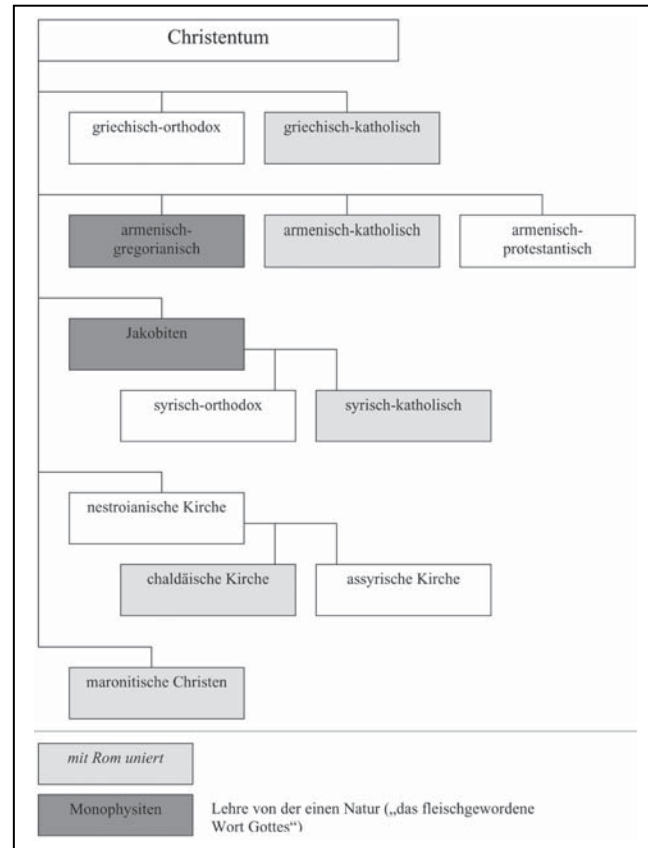 Christentum
griechisch-orthodox
griechisch-katholisch
armenisch-
gregorianisch
armenisch-katholisch
armenisch-
protestantisch
Jakobiten
syrisch-orthodox
syrisch-katholisch
nestroianische Kirche
chaldäische Kirche
assyrische Kirche
maronitische Christen
mit Rom uniert
Monophysiten
Lehre von der einen Natur („das fleischgewordene
Wort Gottes“)